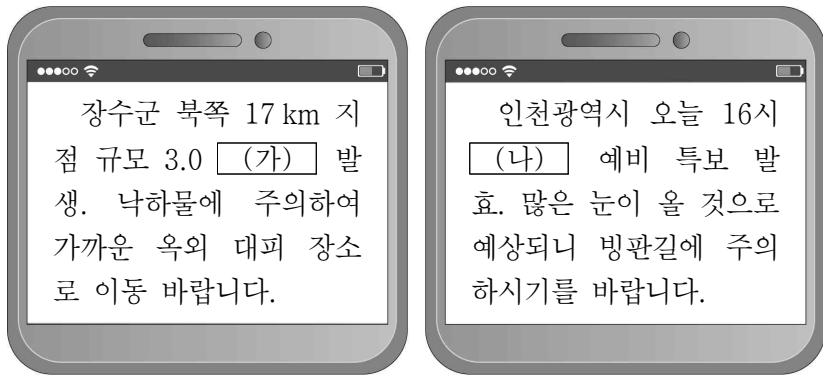 장수군 북쪽 17 km 지
점 규모 3.0 (가) 발
생. 낙하물에 주의하여
가까운 옥외 대피 장소
로 이동 바랍니다.
인천광역시 오늘 16시
(나) 예비 특보 발
효. 많은 눈이 올 것으로
예상되니 빙판길에 주의
하시기를 바랍니다.